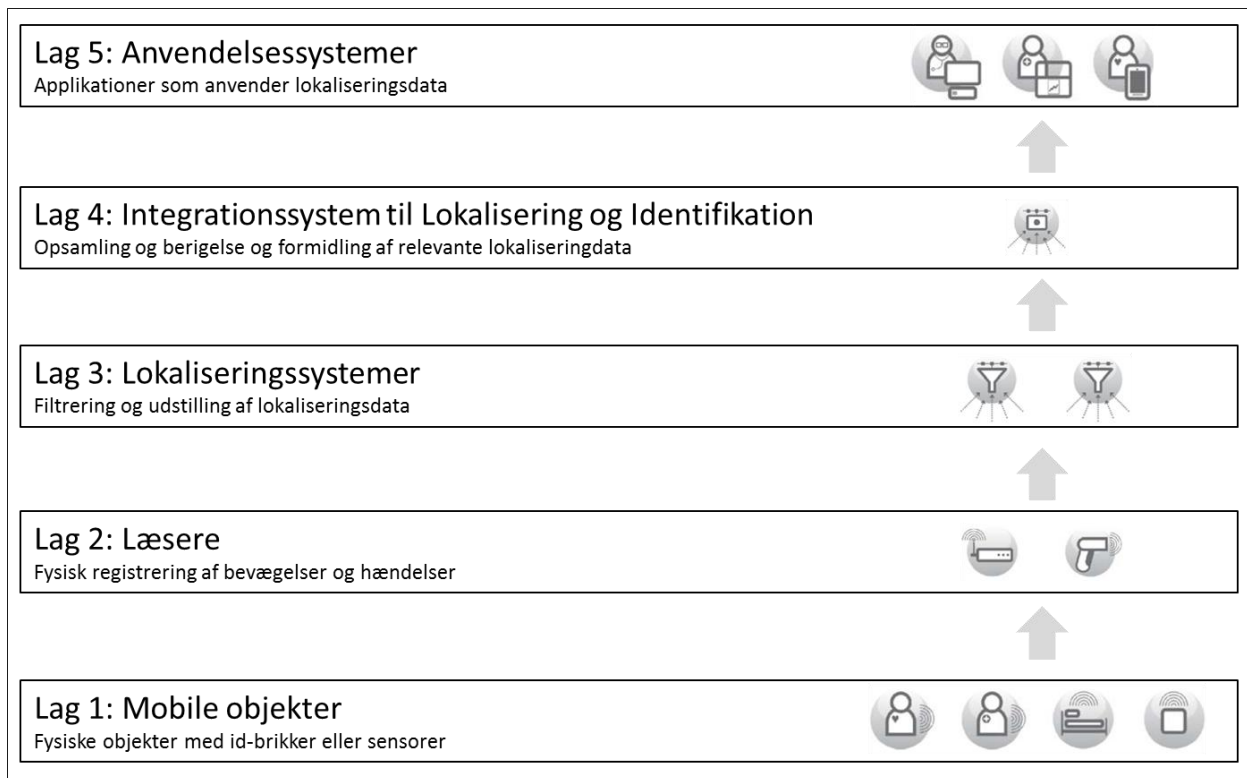 Lag 5: Anvendelsessystemer
Applikationer som anvender lokaliseringsdata
Lag 4: Integrationssystem til Lokalisering og Identifikation
Opsamling og berigelse og formidling af relevante lokaliseringdata
Lag 3: Lokaliseringssystemer
Filtrering og udstilling af lokaliseringsdata
Lag 2: Læsere
Fysisk registrering af bevægelser og hændelser
Lag 1: Mobile objekter
Fysiske objekter med id-brikker eller sensorer